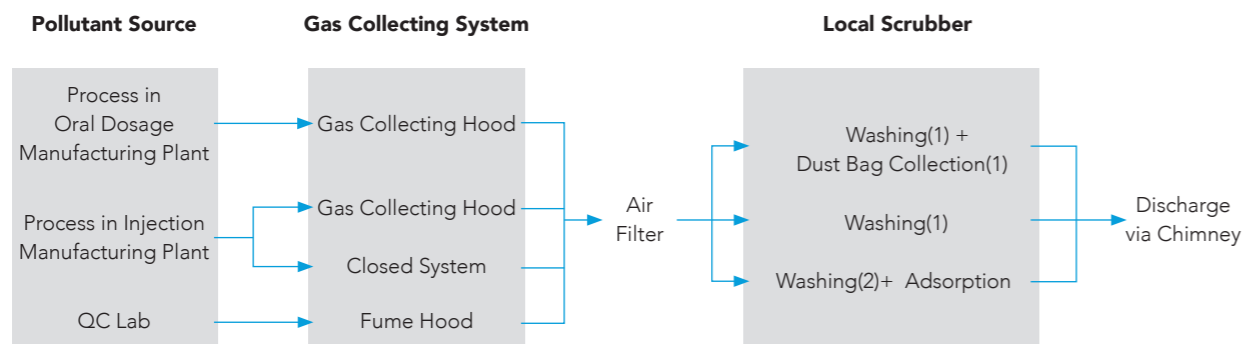 Pollutant Source
Gas Collecting System
Local Scrubber
Process in
Oral Dosage
Manufacturing Plant
Gas Collecting Hood
Washing(1) +
Dust Bag Collection(1)
Process in Injection
Manufacturing Plant
Gas Collecting Hood
Closed System
Air
Filter
Washing(1)
Discharge
via Chimney
Washing(2)+ Adsorption
QC Lab
Fume Hood